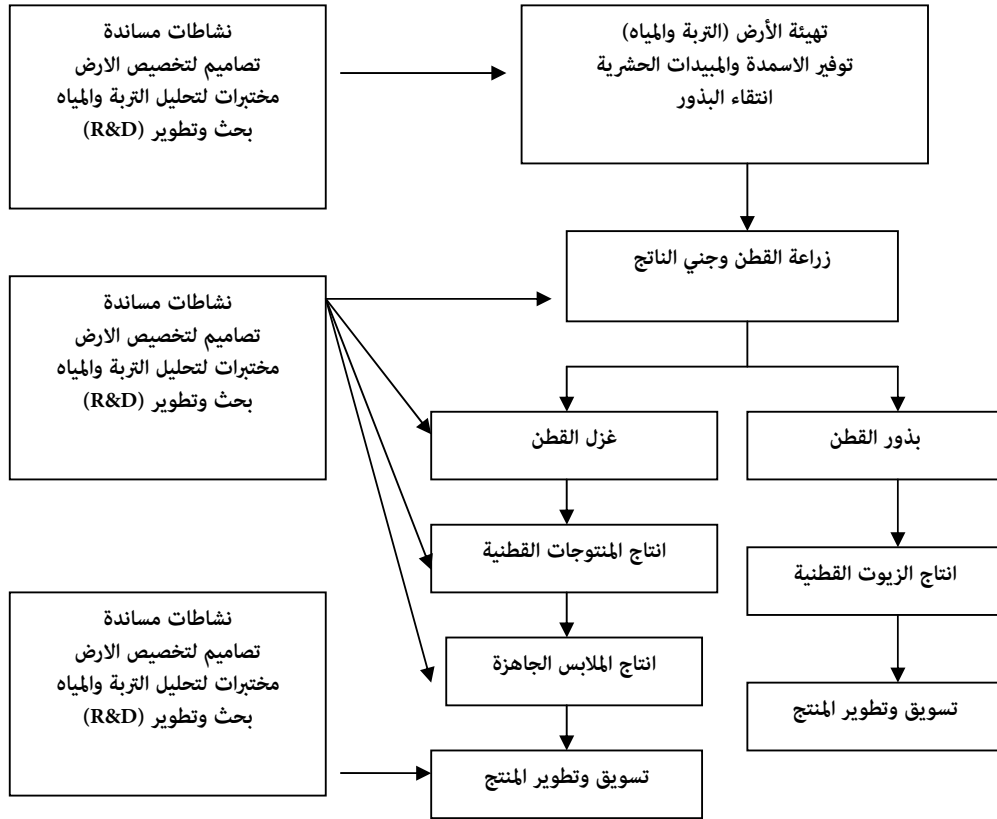 تهيئة الأرض (التربة والمياه)
توفير الاسمدة والمبيدات الحشرية
انتقاء البذور
نشاطات مساندة
تصاميم لتخصيص الارض
مختبرات لتحليل التربة والمياه
بحث وتطوير (R&D)
زراعة القطن وجني الناتج
نشاطات مساندة
تصاميم لتخصيص الارض
مختبرات لتحليل التربة والمياه
بحث وتطوير (R&D)
بذور القطن
غزل القطن
انتاج الزيوت القطنية
انتاج المنتوجات القطنية
نشاطات مساندة
تصاميم لتخصيص الارض
مختبرات لتحليل التربة والمياه
بحث وتطوير (R&D)
انتاج الملابس الجاهزة
تسويق وتطوير المنتج
تسويق وتطوير المنتج